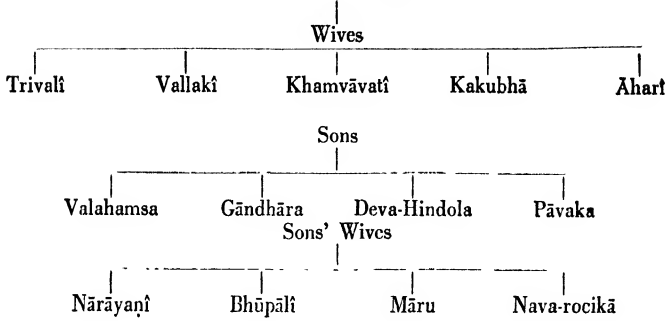 Wives
Trivalî Vallakî Khamvāvatî Kakubhā Āharî
Sons
Valahamsa Gāndhāra Deva-Hindola Pāvaka
Sons' Wives
Nārāyaṇî Bhūpālî Māru Nava-rocikā